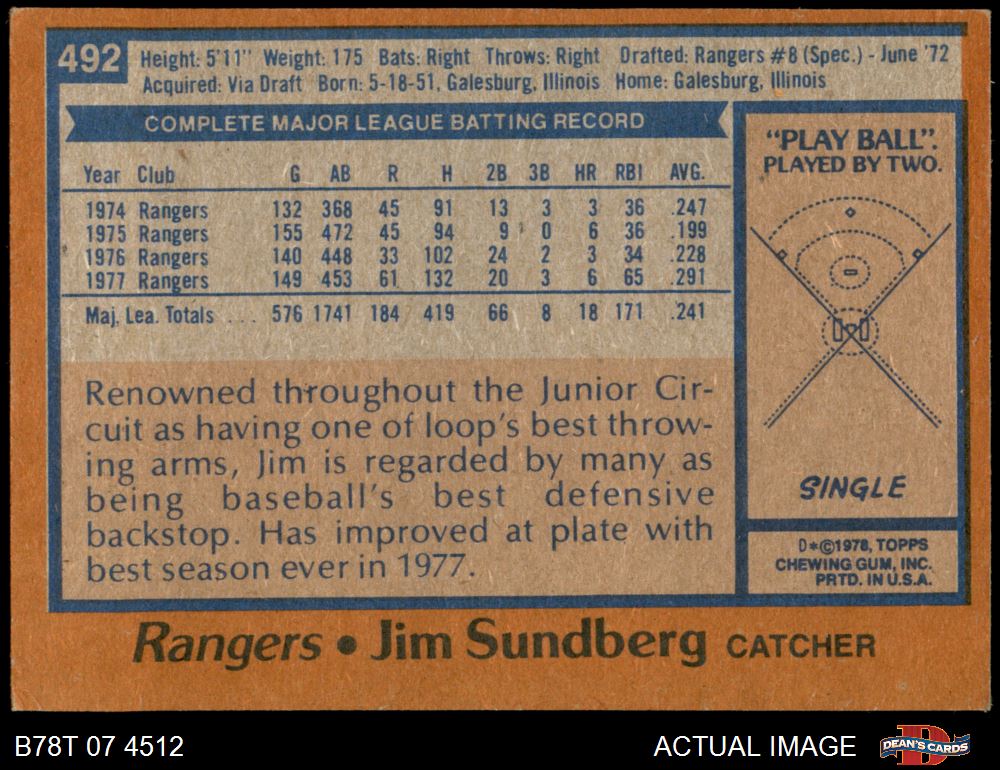 492
Height: 5'11" Weight: 175 Bats: Right Throws: Right Drafted: Rangers #8 (Spec.) - June '72
Acquired: Via Draft Born: 5-18-51, Galesburg, Illinois Home: Galesburg, Illinois
COMPLETE MAJOR LEAGUE BATTING RECORD
Year Club G AB R H 2B 3B HR RBI AVG.
1974 Rangers 132 368 45 91 13 3 3 36 .247
1975 Rangers 155 472 45 94 9 0 6 36 .199
1976 Rangers 140 448 33 102 24 2 3 34 .228
1977 Rangers 149 453 61 132 20 3 6 65 .291
Maj. Lea. Totals ... 576 1741 184 419 66 8 18 171 .241
Renowned throughout the Junior Cir-
cuit as having one of loop's best throw-
ing arms, Jim is regarded by many as
being baseball's best defensive
backstop. Has improved at plate with
best season ever in 1977.
"PLAY BALL".
PLAYED BY TWO.
SINGLE
D*©1978, TOPPS
CHEWING GUM, INC.
PRTD. IN U.S.A.
Rangers • Jim Sundberg CATCHER
B78T 07 4512
ACTUAL IMAGE
D
DEAN'S CARDS